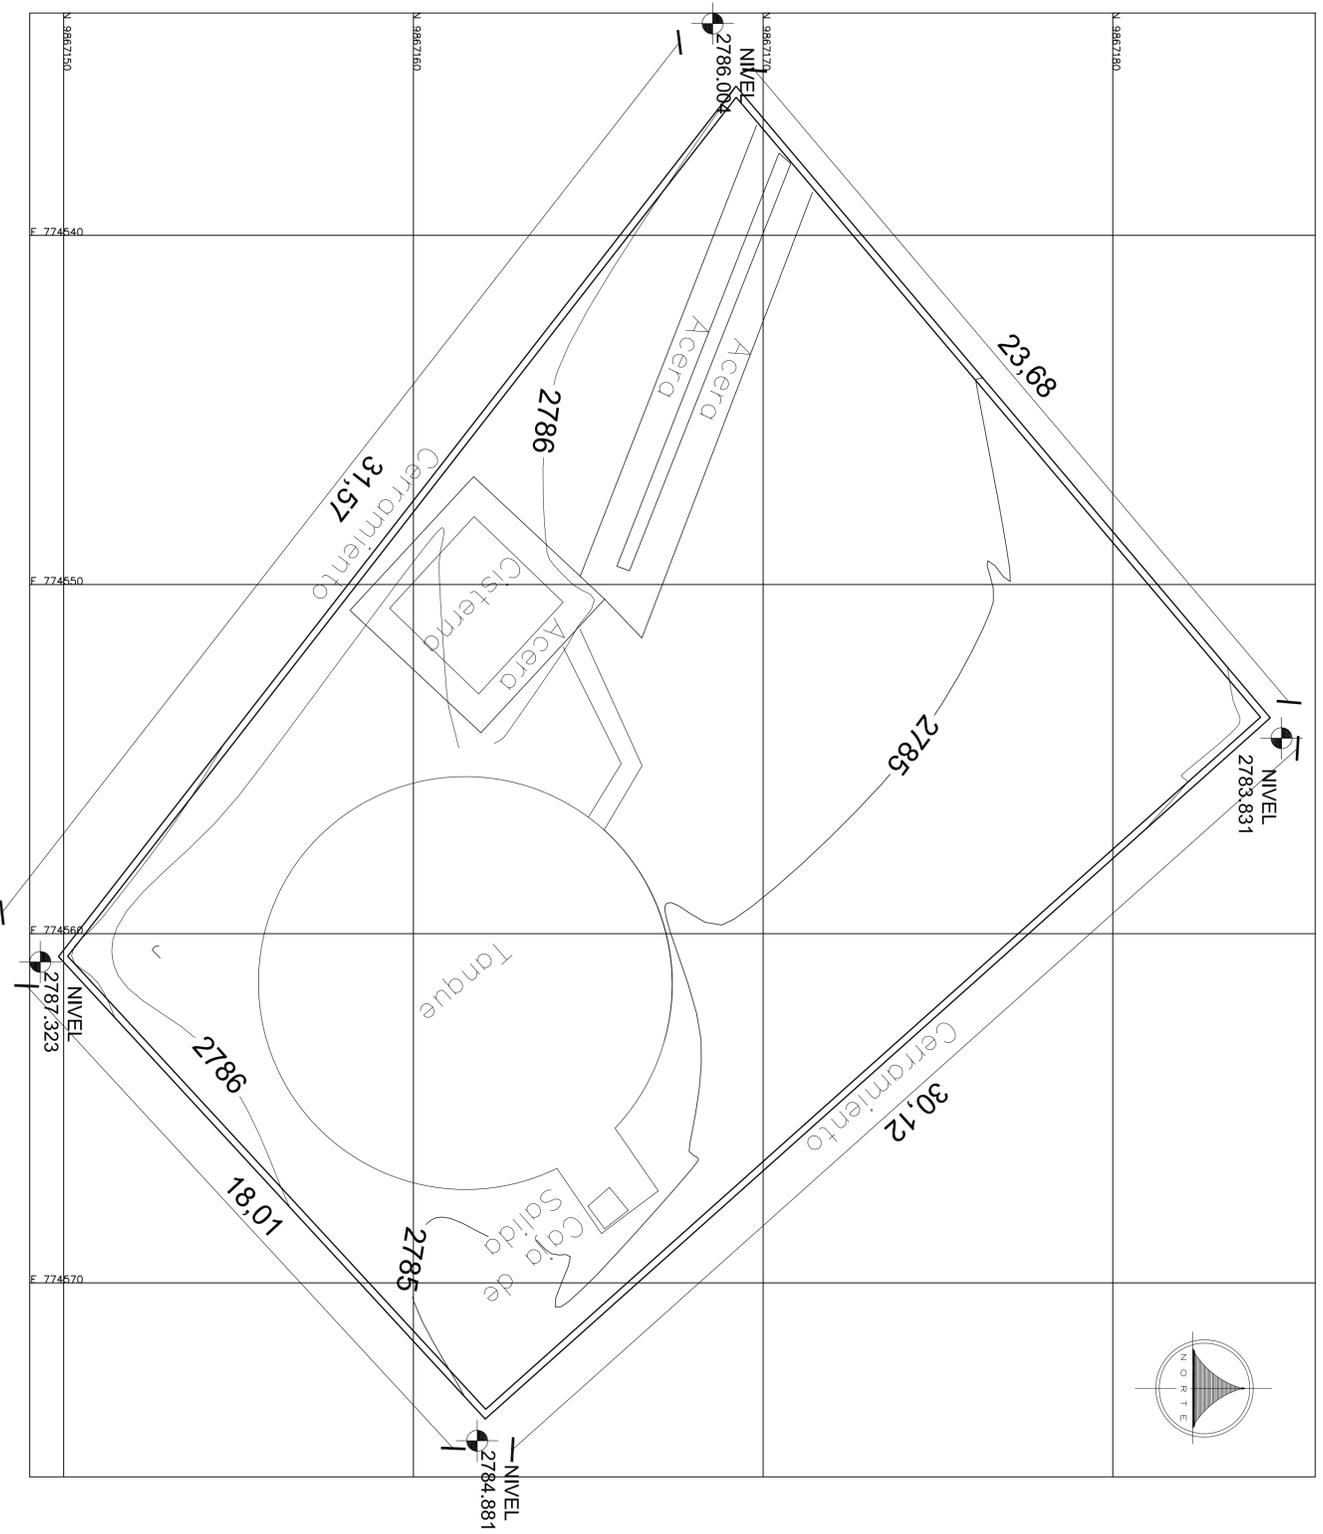 N 9867150
N 9867160
N 9867170
N 9867180
NIVEL
2786.004
E 774540
23,68
Acera
Acera
2786
31,57
Cerramiento
E 774550
Cisterna
Acera
2785
NIVEL
2783.831
E 774560
Tanque
NIVEL
2787.323
2786
Cerramiento
30,12
18,01
Caja de
Salida
2785
E 774570
NORTE
NIVEL
2784.881